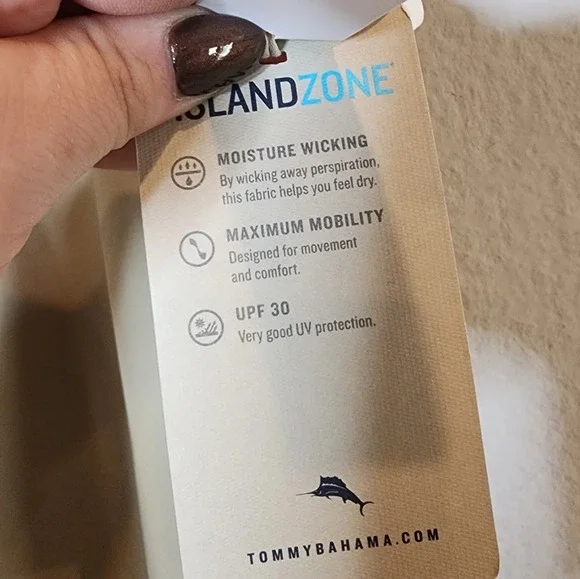 ISLANDZONE
MOISTURE WICKING
By wicking away perspiration,
this fabric helps you feel dry.
MAXIMUM MOBILITY
Designed for movement
and comfort.
UPF 30
Very good UV protection.
TOMMYBAHAMA.COM